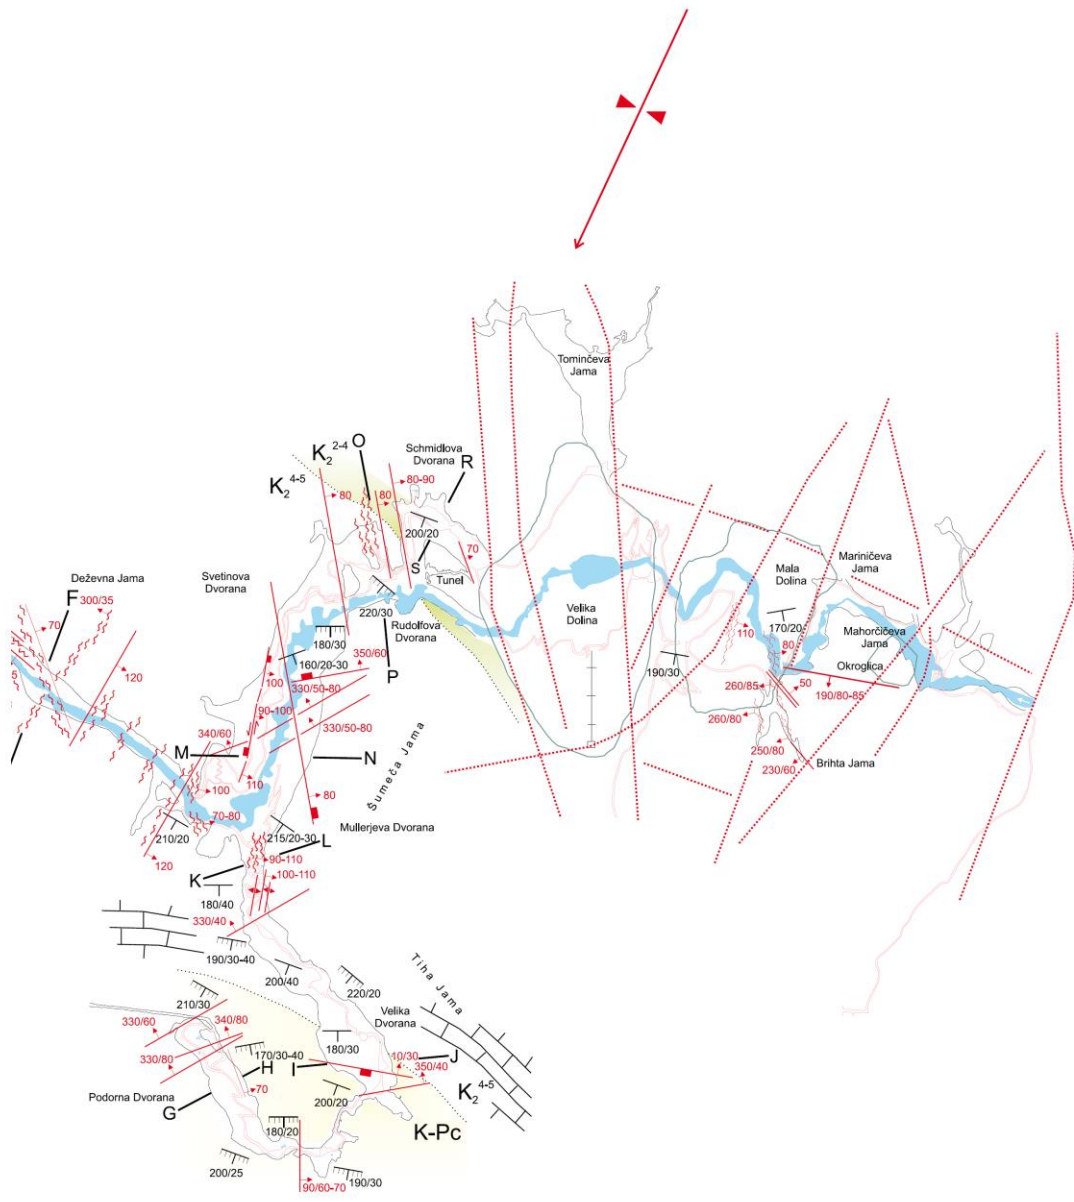 Tominčeva
Jama
K₂ ²⁻⁴
O
K₂ ⁴⁻⁵
Schmidlova
Dvorana
R
80-90
80
80
200/20
S
70
Tunel
Deževna Jama
F
300/35
70
Svetinova
Dvorana
220/30
Rudolfova
Dvorana
P
180/30
350/60
160/20-30
100
330/50-80
330/50-80
90-100
340/60
M
110
N
Šumeča Jama
120
Velika
Dolina
190/30
Mala
Dolina
Mariničeva
Jama
110
170/20
80
Mahorčičeva
Jama
Okroglica
50
190/80-85
260/85
260/80
250/80
230/60
Brihta Jama
100
70-80
80
Mullerjeva Dvorana
210/20
120
215/20-30
L
90-110
100-110
K
180/40
330/40
190/30-40
200/40
Tiha Jama
220/20
210/30
Velika
Dvorana
330/60
340/80
180/30
330/80
170/30-40
H
I
J
350/40
K₂ ⁴⁻⁵
70
200/20
Podorna Dvorana
G
180/20
K-Pc
200/25
190/30
90/60-70